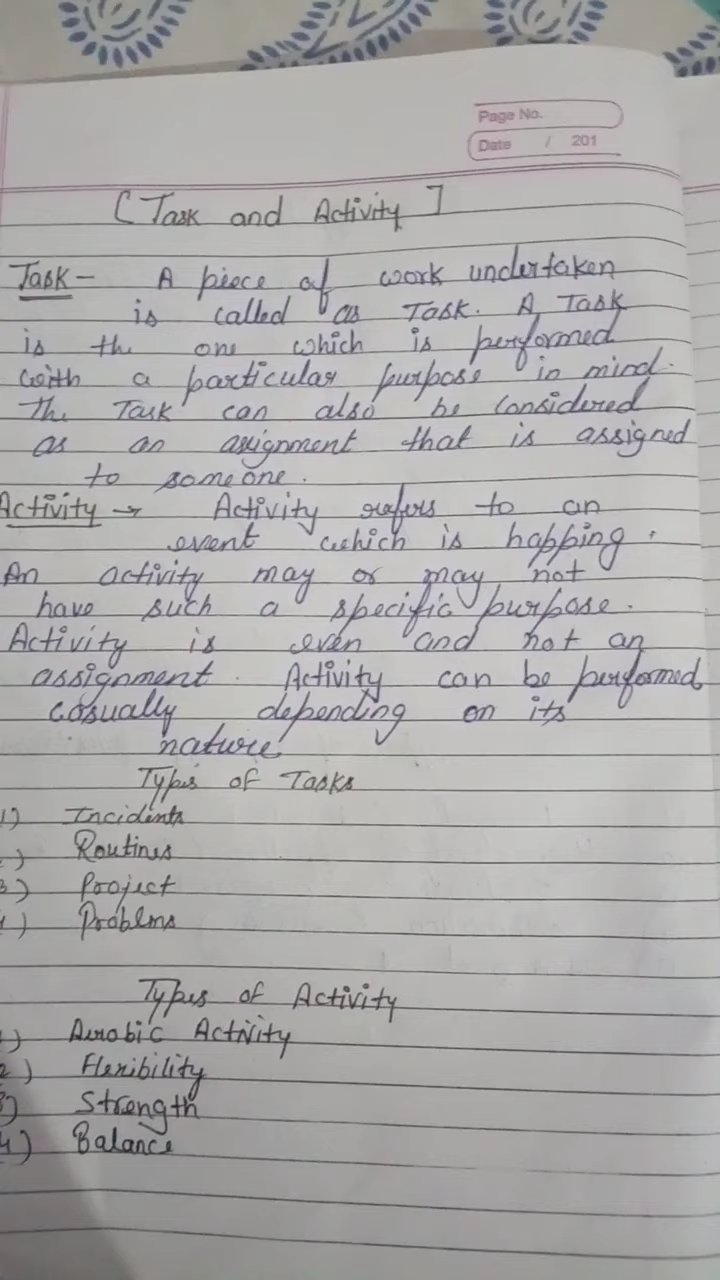 Page No.
Date / 201
[Task and Activity]
Task - A piece of work undertaken
is called as Task. A Task
is the one which is performed
with a particular purpose in mind.
The Task can also be considered
as an assignment that is assigned
to someone.
Activity → Activity refers to an
event which is happing.
An activity may or may not
have such a specific purpose.
Activity is even and not an
assignment. Activity can be performed
casually depending on its
nature.
Types of Tasks
1) Incidents
) Routines
3) Project
) Problms
Types of Activity
) Aerobic Activity
2) Flexibility
3) Strength
4) Balance